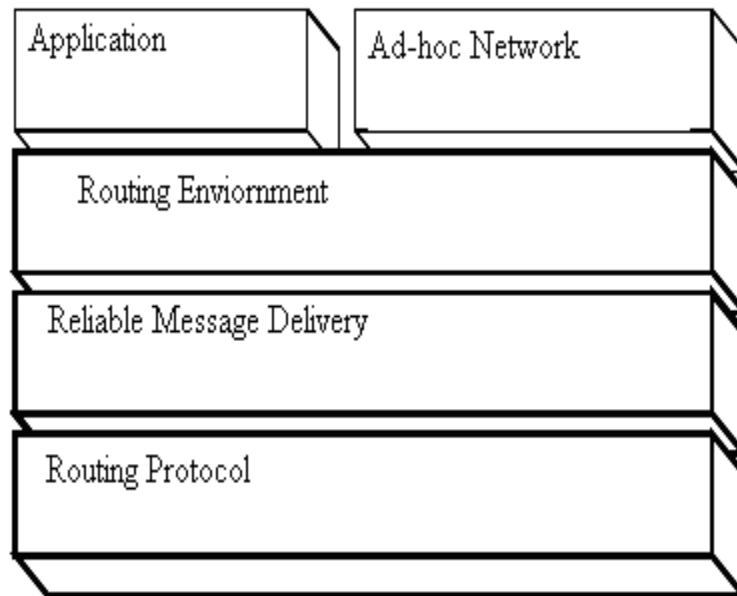 Application
Ad-hoc Network
Routing Enviornment
Reliable Message Delivery
Routing Protocol